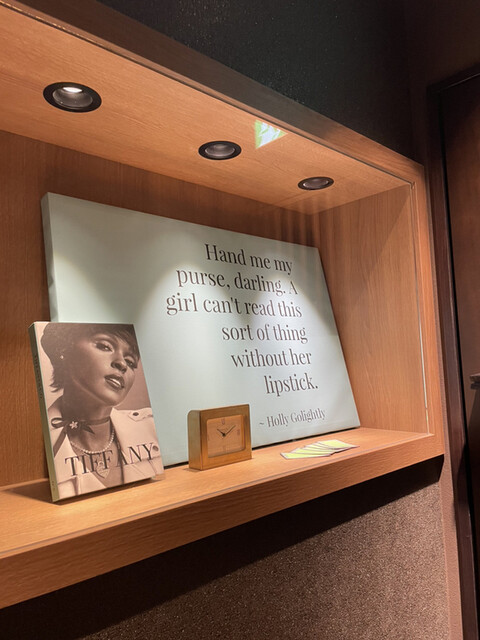 Hand me my
purse, darling. A
girl can't read this
sort of thing
without her
lipstick.
~ Holly Golightly
TIFFANY